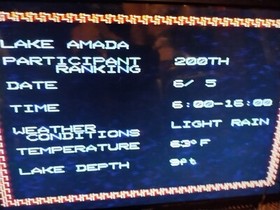 LAKE AMADA
PARTICIPANT 200TH
RANKING
DATE 6/ 5
TIME 6:00-16:00
WEATHER LIGHT RAIN
CONDITIONS
TEMPERATURE 63°F
LAKE DEPTH 9ft